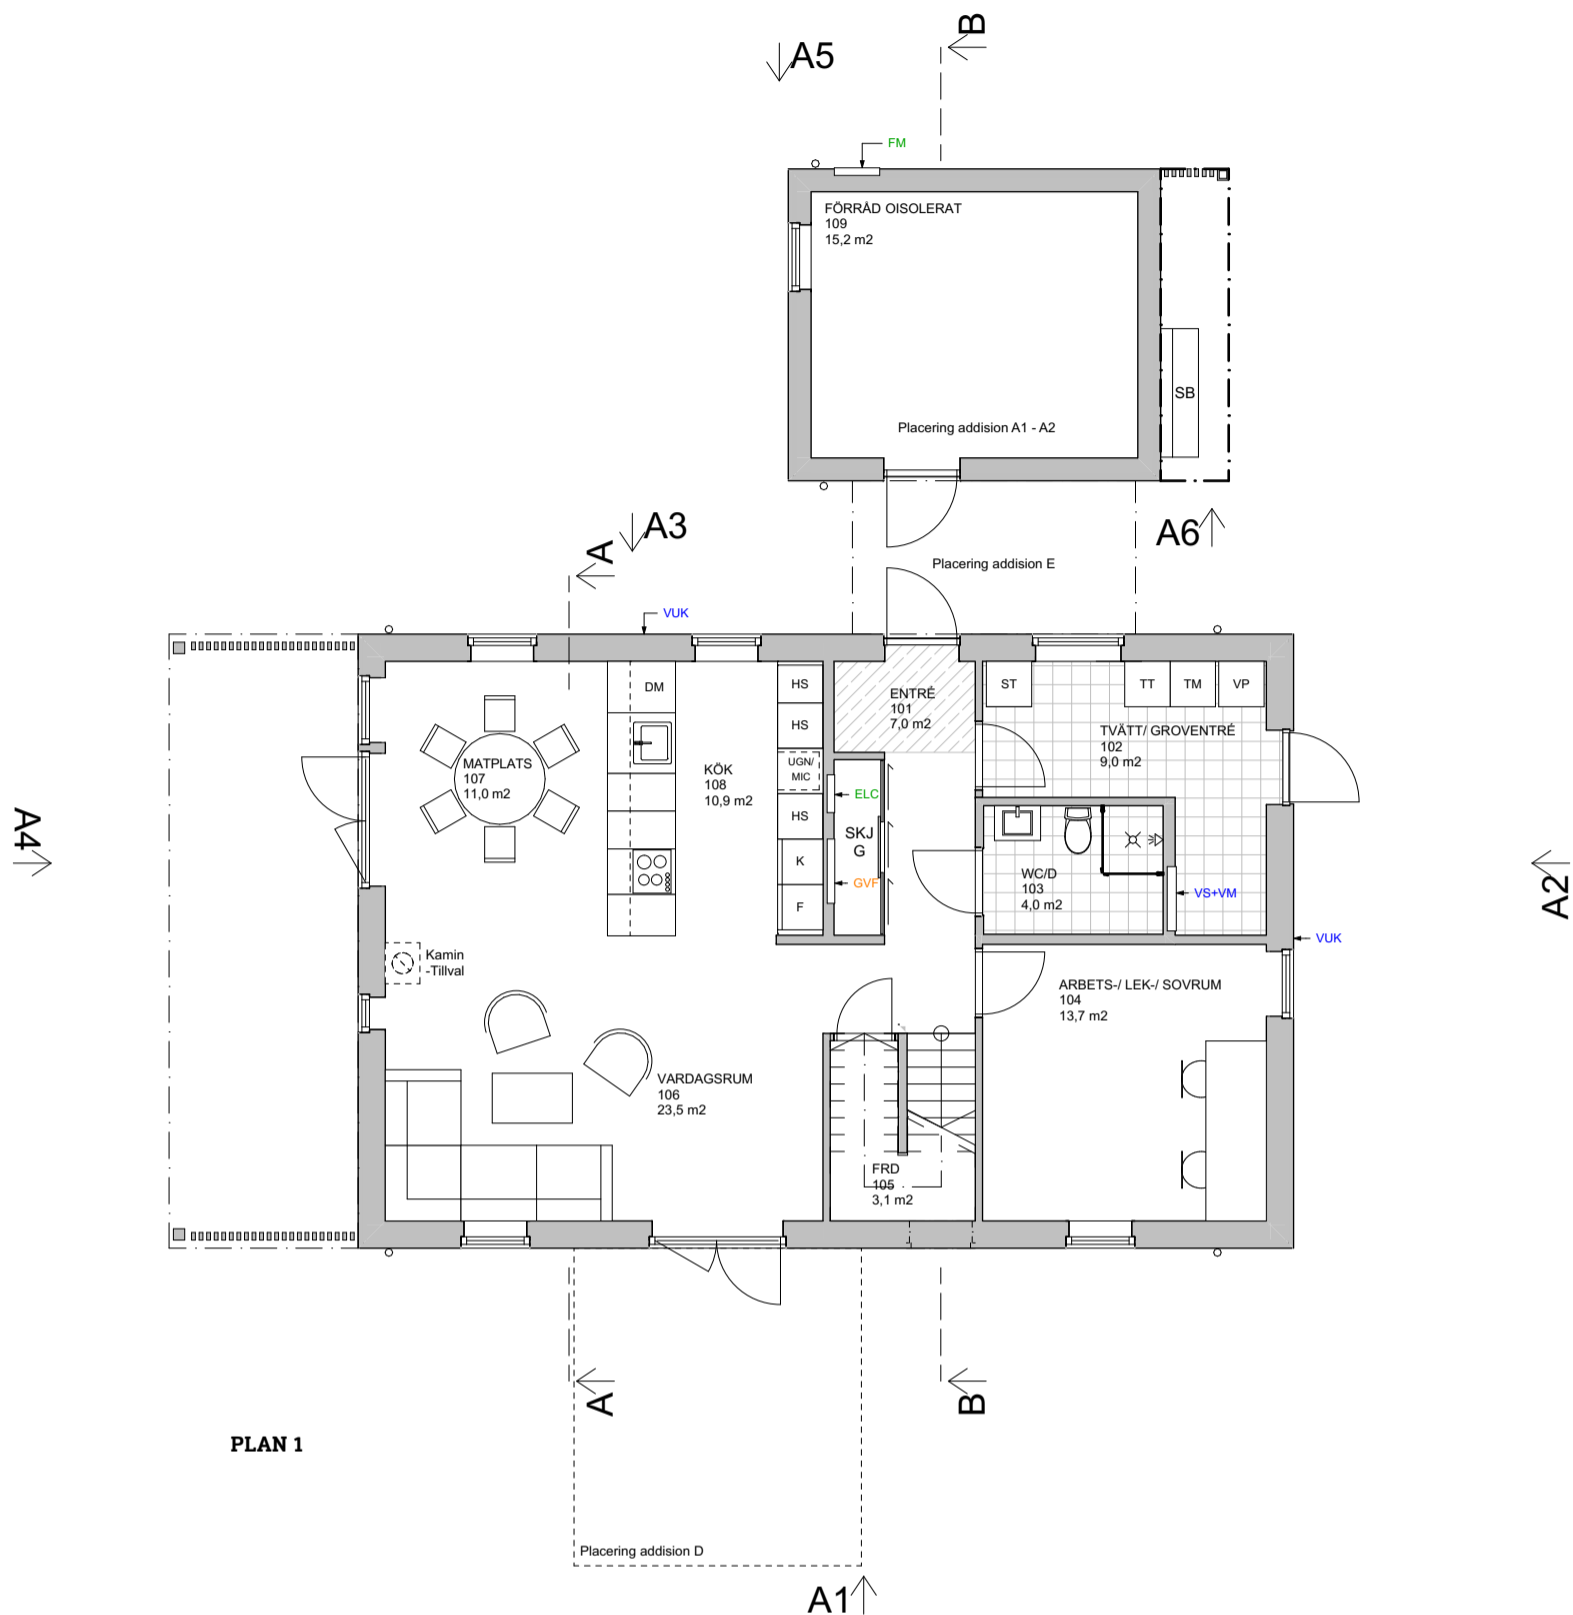 B
A5
FM
FÖRRÅD OISOLERAT
109
15,2 m2
SB
Placering addision A1 - A2
A3
A
A6
Placering addision E
VUK
DM
HS
ENTRÉ
101
7,0 m2
ST
TT
TM
VP
HS
TVÄTT/ GROVENTRÉ
102
9,0 m2
MATPLATS
107
11,0 m2
KÖK
108
10,9 m2
UGN/
MIC
ELC
HS
SKJ
G
A4
K
WC/D
103
4,0 m2
GVF
VS+VM
A2
F
VUK
Kamin
-Tillval
ARBETS-/ LEK-/ SOVRUM
104
13,7 m2
VARDAGSRUM
106
23,5 m2
FRD
105
3,1 m2
A
B
PLAN 1
Placering addision D
A1